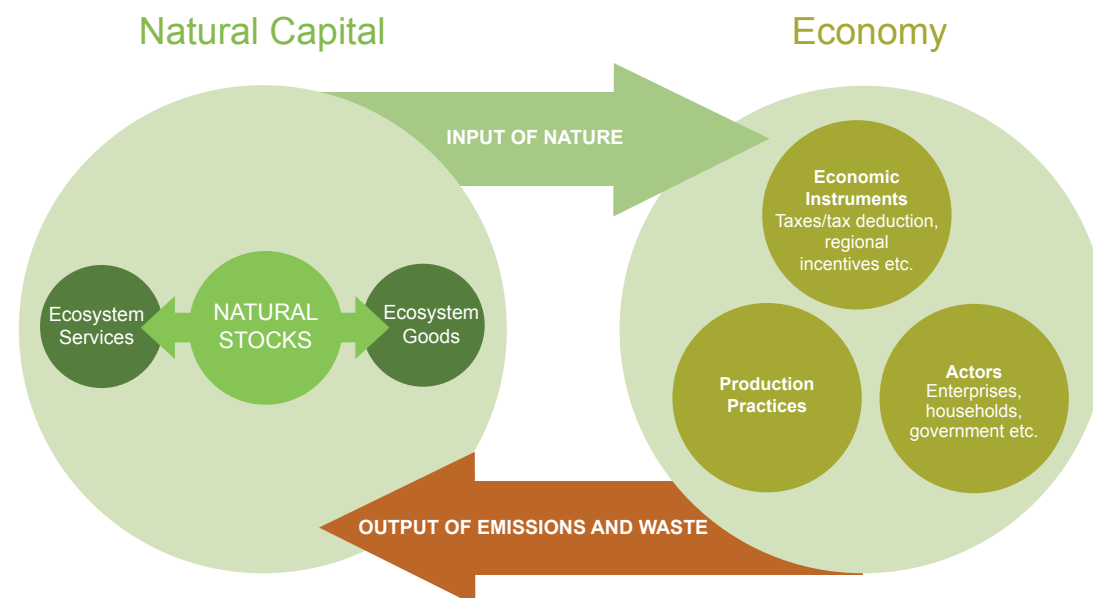 Natural Capital
Economy
INPUT OF NATURE
Economic
Instruments
Taxes/tax deduction,
regional
incentives etc.
Ecosystem
Services
NATURAL
STOCKS
Ecosystem
Goods
Production
Practices
Actors
Enterprises,
households,
government etc.
OUTPUT OF EMISSIONS AND WASTE